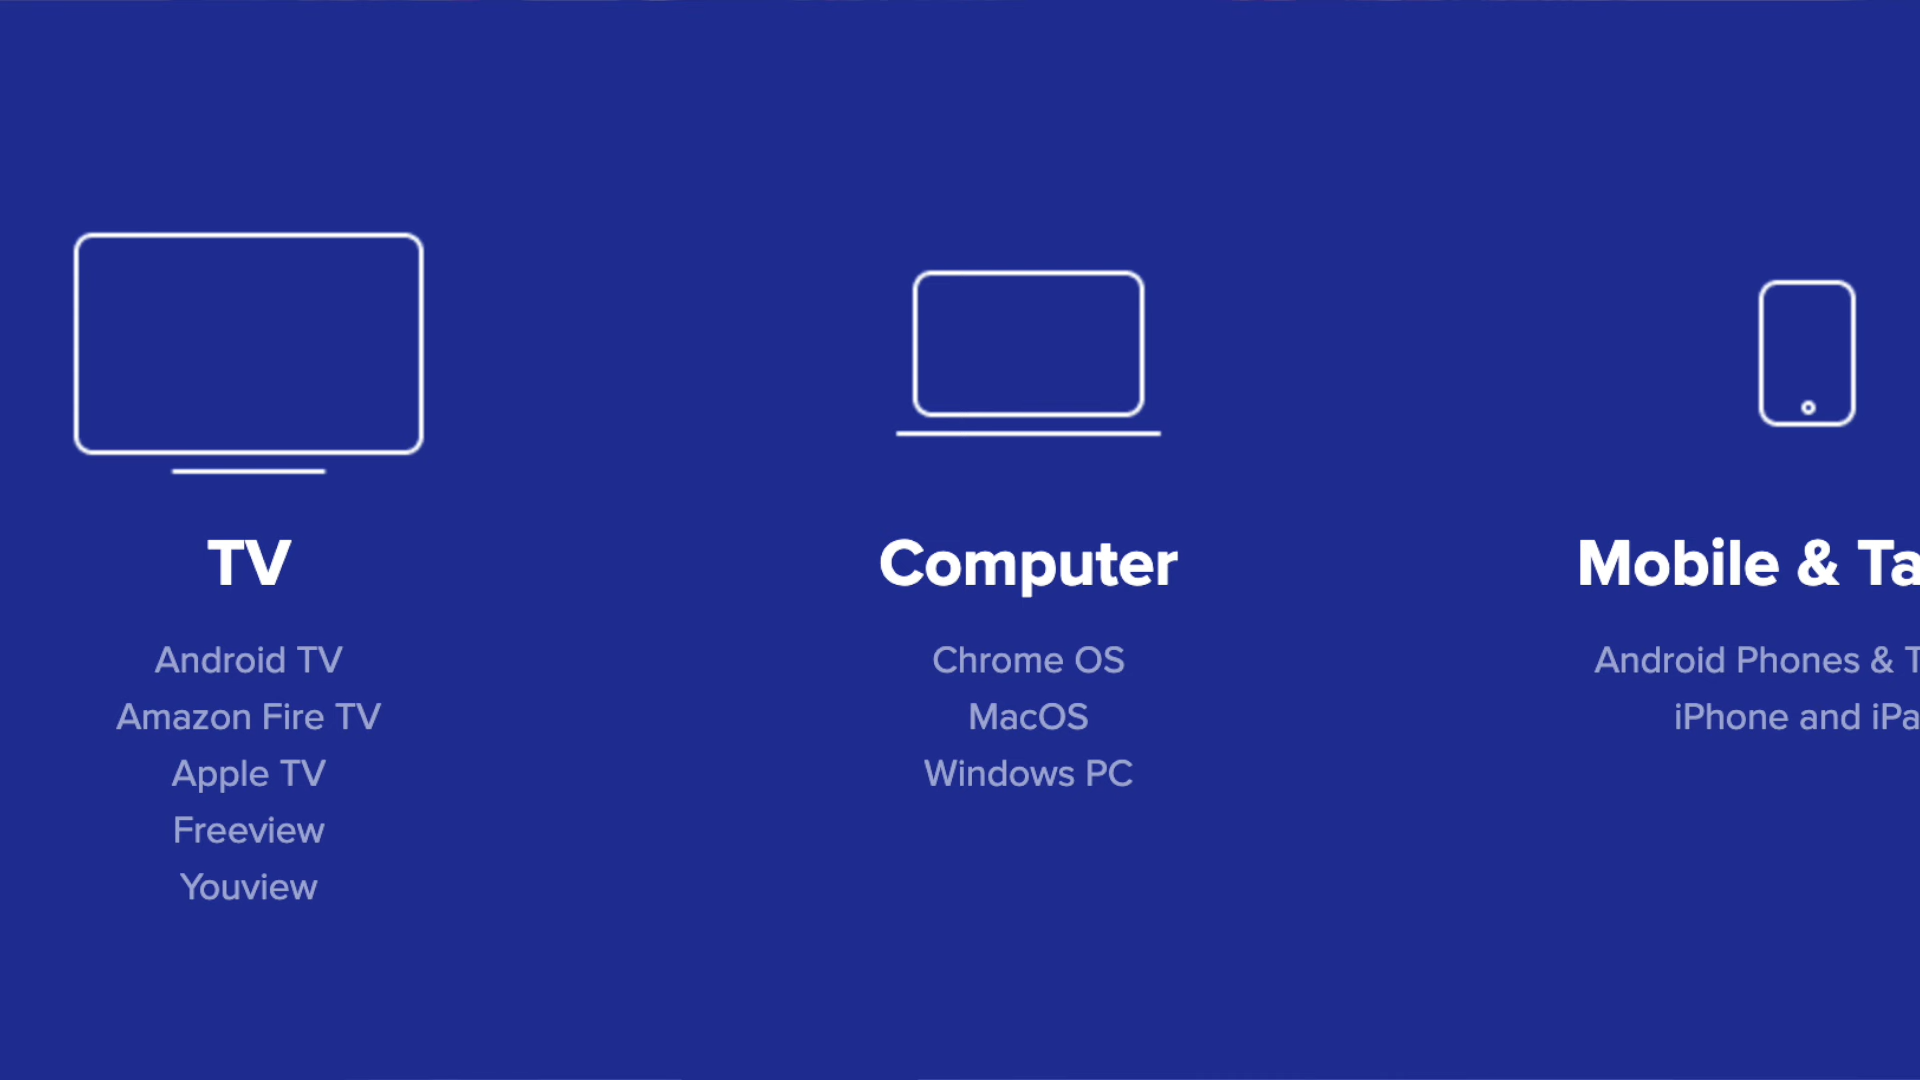 TV
Android TV
Amazon Fire TV
Apple TV
Freeview
Youview
Computer
Chrome OS
MacOS
Windows PC
Mobile & Ta
Android Phones & T
iPhone and iPa